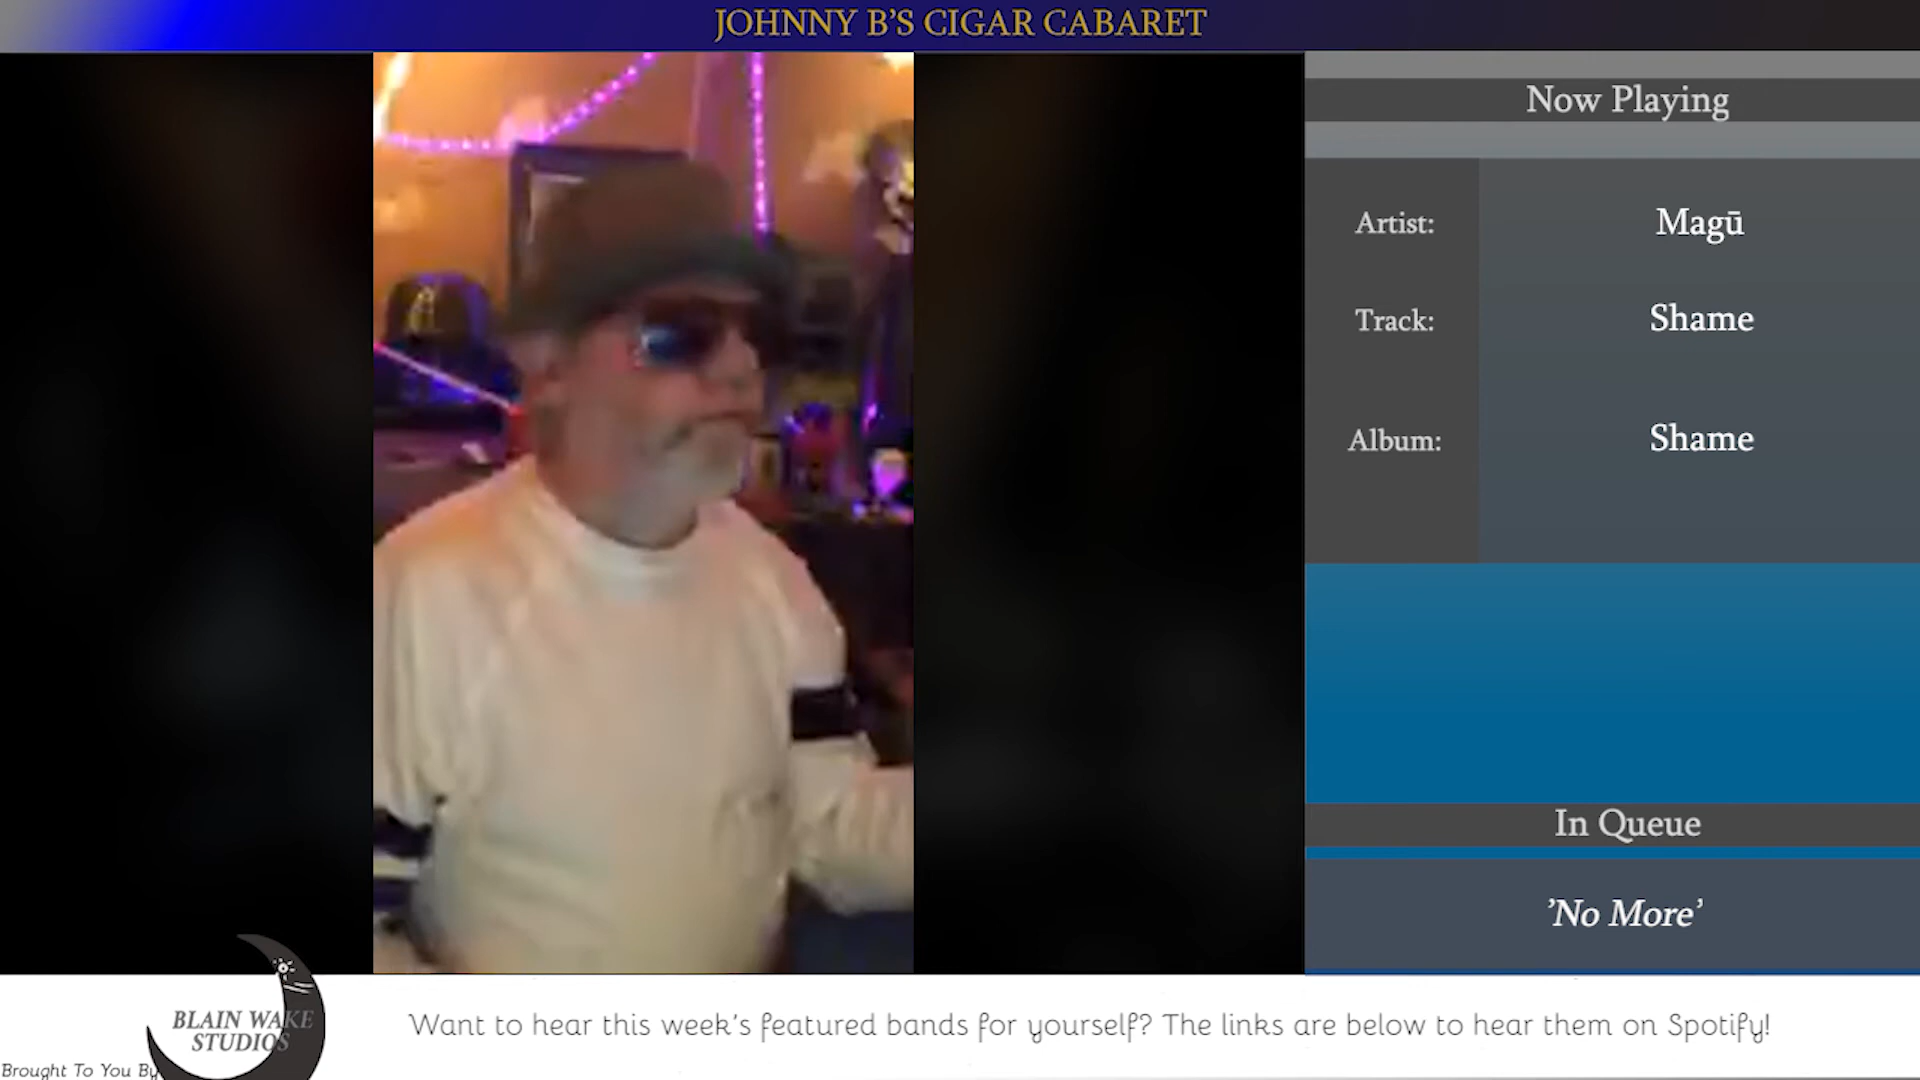 JOHNNY B’S CIGAR CABARET
Now Playing
Artist: Magū
Track: Shame
Album: Shame
In Queue
’No More’
BLAIN WAKE
STUDIOS
Brought To You By
Want to hear this week's featured bands for yourself? The links are below to hear them on Spotify!